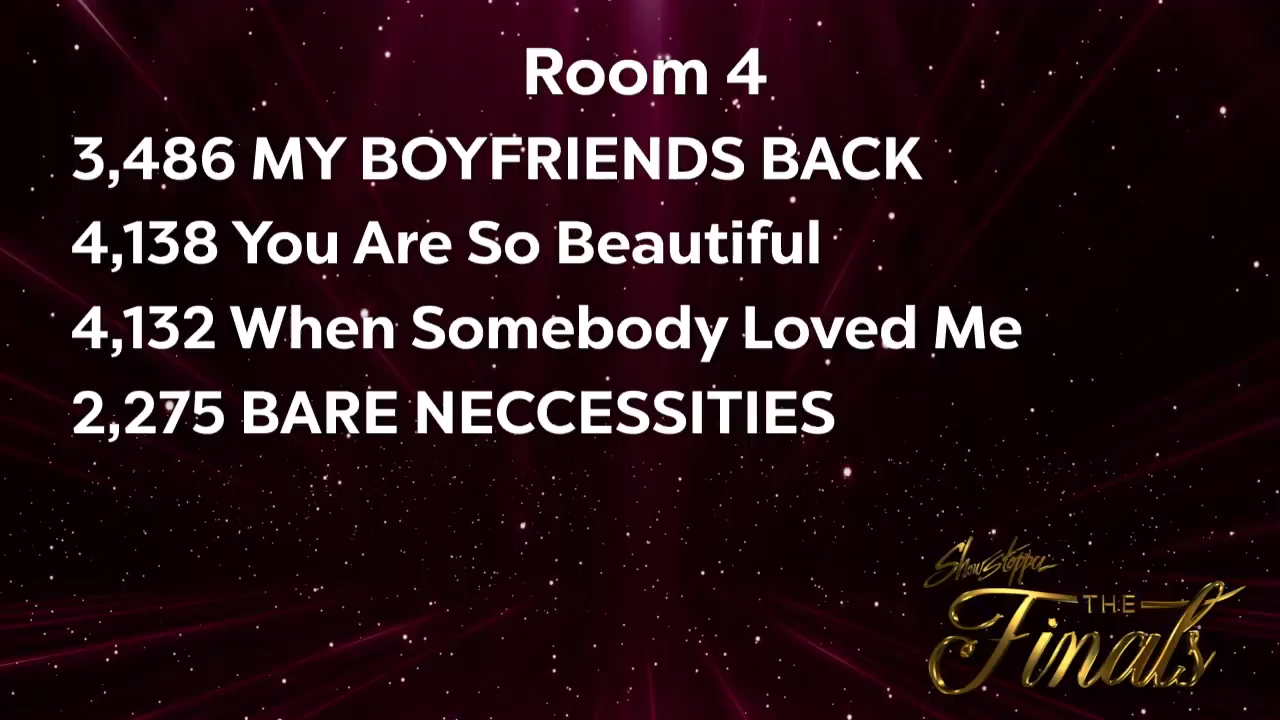 Room 4
3,486 MY BOYFRIENDS BACK
4,138 You Are So Beautiful
4,132 When Somebody Loved Me
2,275 BARE NECCESSITIES
Showstopper
THE
Finals